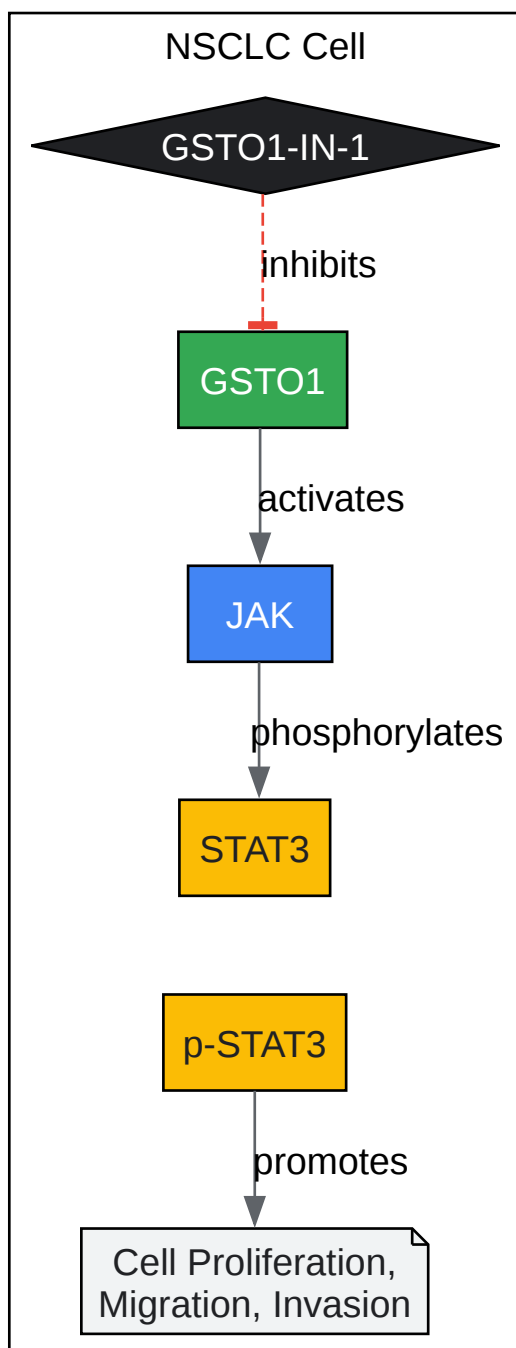 NSCLC Cell
GSTO1-IN-1
inhibits
GSTO1
activates
JAK
phosphorylates
STAT3
p-STAT3
promotes
Cell Proliferation,
Migration, Invasion